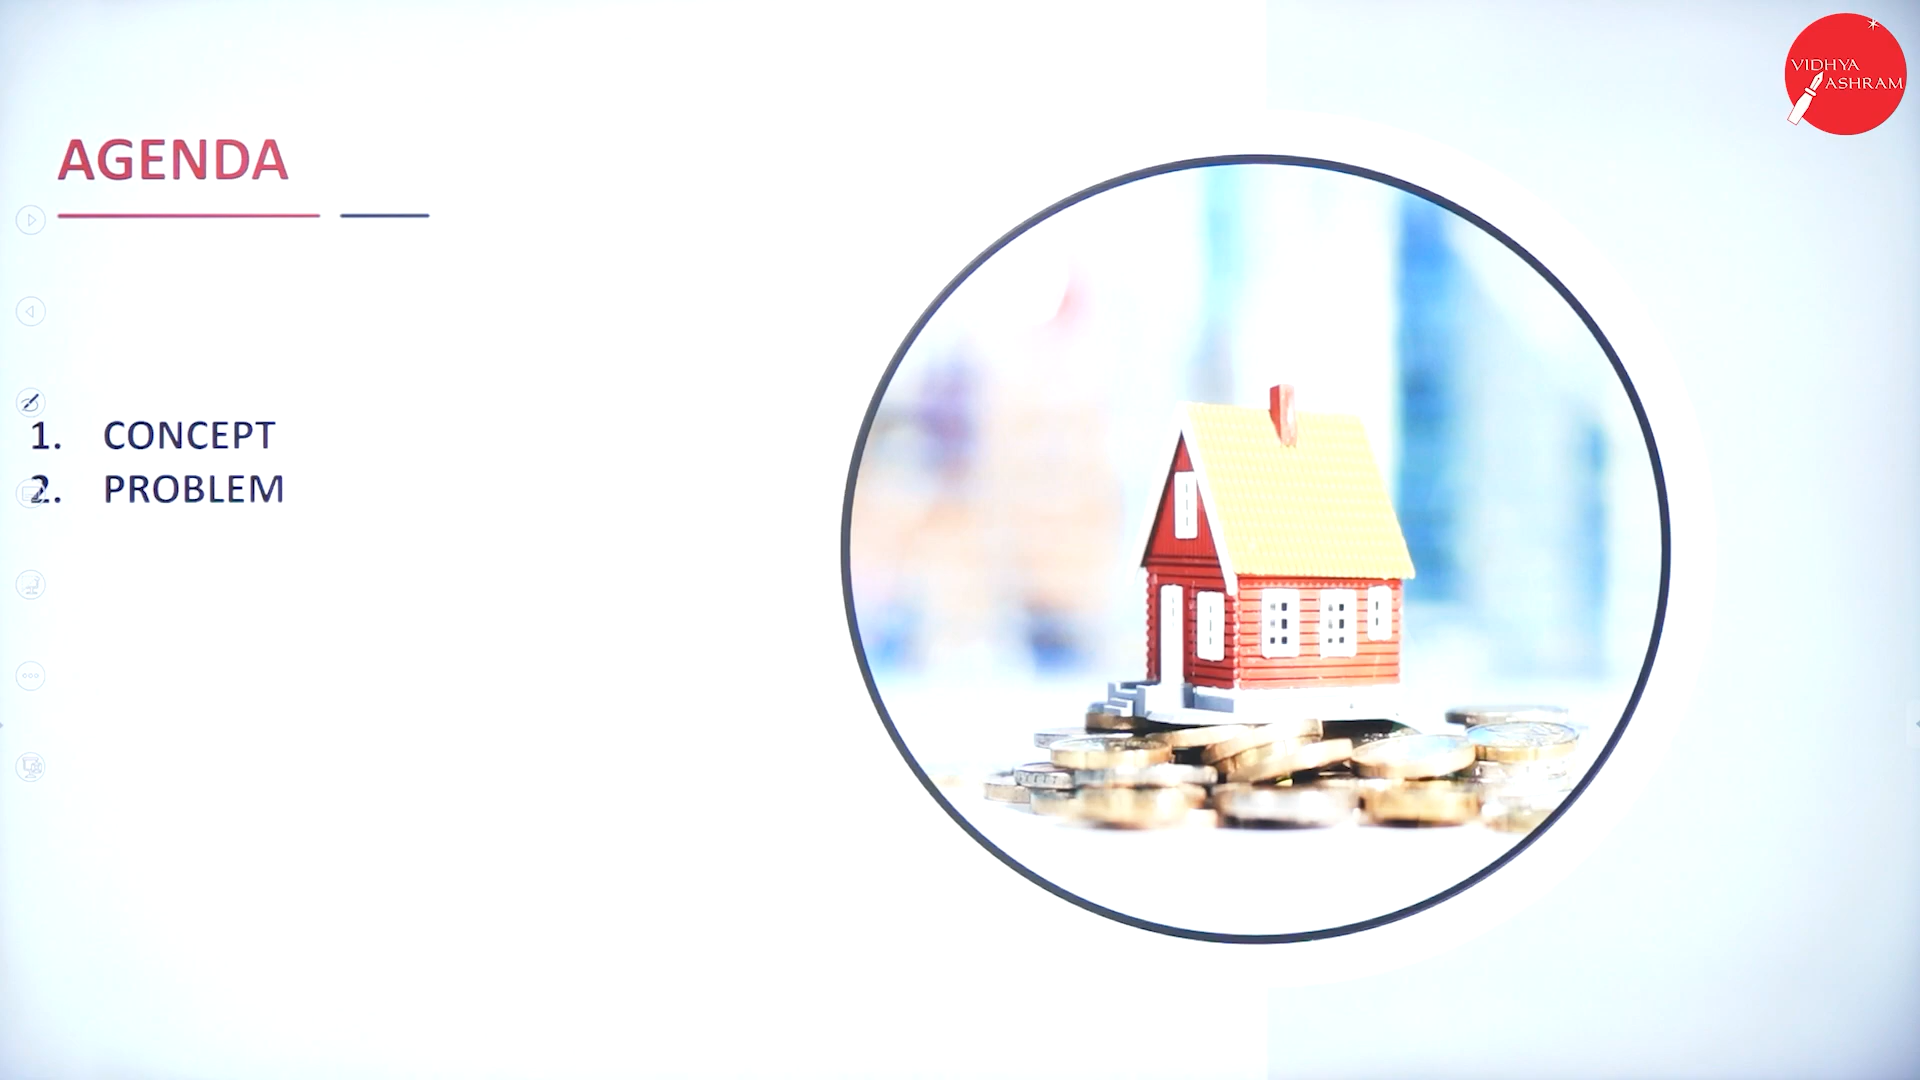 VIDHYA
ASHRAM
AGENDA
1. CONCEPT
2. PROBLEM